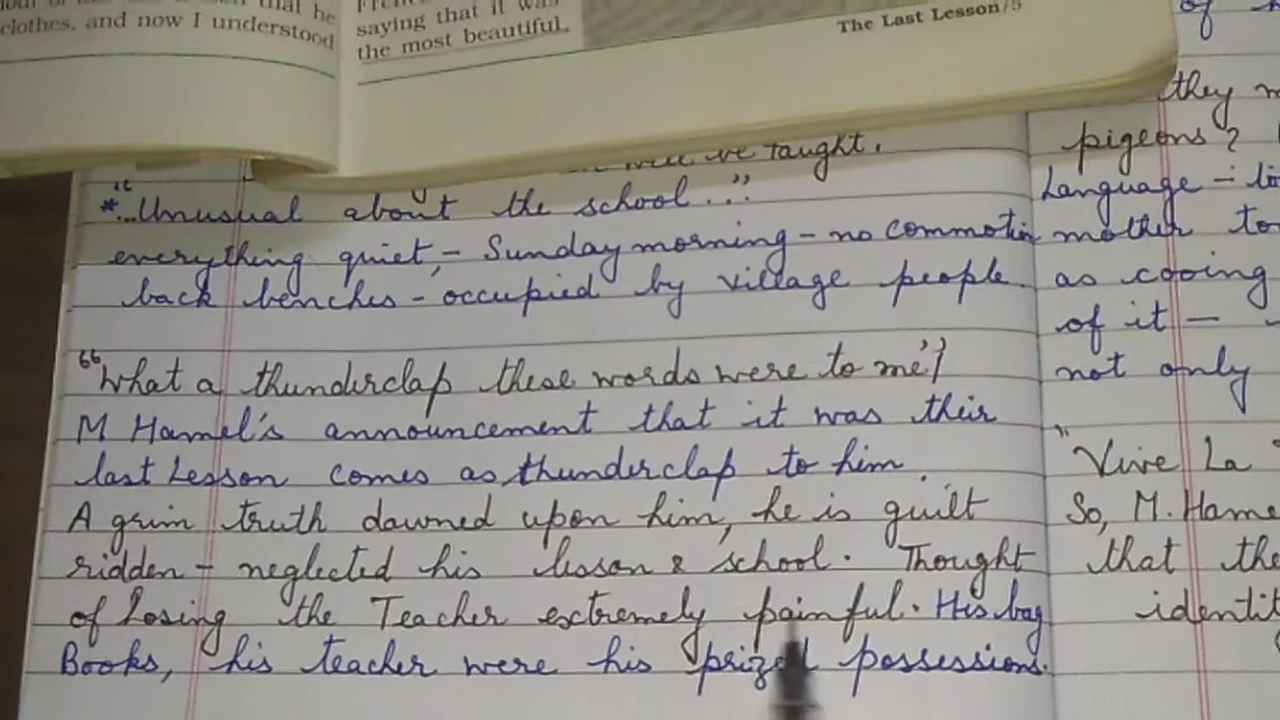 that he
clothes, and now I understood
saying that it was
the most beautiful.
The Last Lesson/5
taught.
"*...Unusual about the school..."
everything quiet, - Sunday morning - no commotion
back benches - occupied by village people.
"What a thunderclap these words were to me"!
M Hamel's announcement that it was their
last Lesson comes as thunderclap to him.
A grim truth dawned upon him, he is guilt
ridden - neglected his lesson & school. Thought
of Losing the Teacher extremely painful. His bag
Books, his teacher were his prized possessions.
of
they
pigeons?
Language -
mother to
as cooing
of it -
not only
"Vive La
So, M. Hame
that the
identit